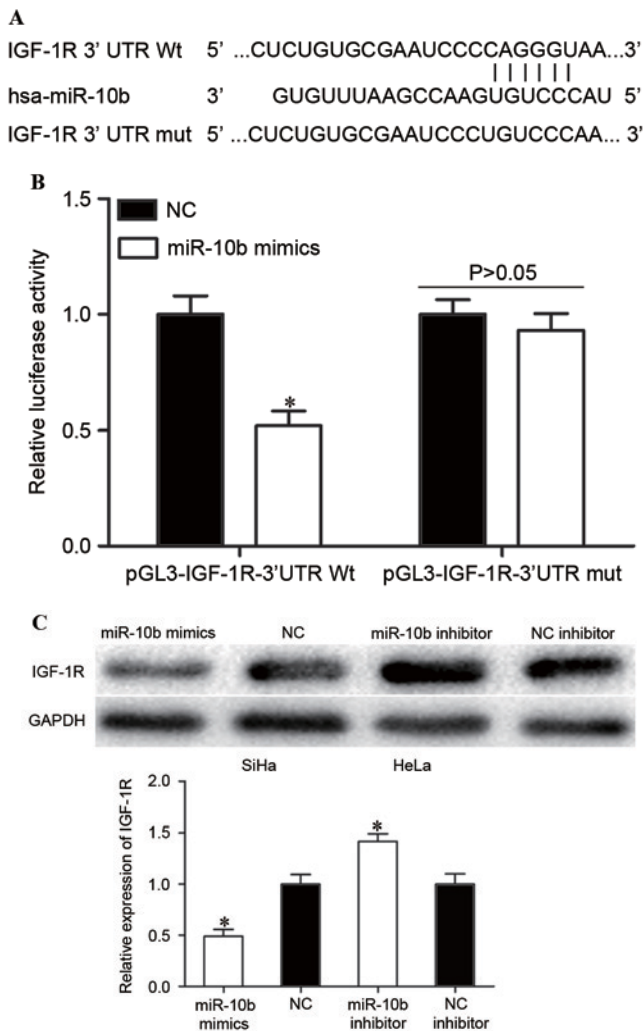 A
IGF-1R 3' UTR Wt 5' ...CUCUGUGCGAAUCCCCAGGGUAA...3'
hsa-miR-10b 3' GUGUUUAAGCCAAGUGUCCCAU 5'
IGF-1R 3' UTR mut 5' ...CUCUGUGCGAAUCCCUGUCCCAA... 3'
B
1.5
NC
miR-10b mimics
P>0.05
1.0
*
0.5
0.0
Relative luciferase activity
pGL3-IGF-1R-3'UTR Wt pGL3-IGF-1R-3'UTR mut
C
miR-10b mimics NC miR-10b inhibitor NC inhibitor
IGF-1R
GAPDH
SiHa HeLa
2.0
1.5
*
1.0
*
0.5
0.0
Relative expression of IGF-1R
miR-10b mimics
NC
miR-10b inhibitor
NC inhibitor